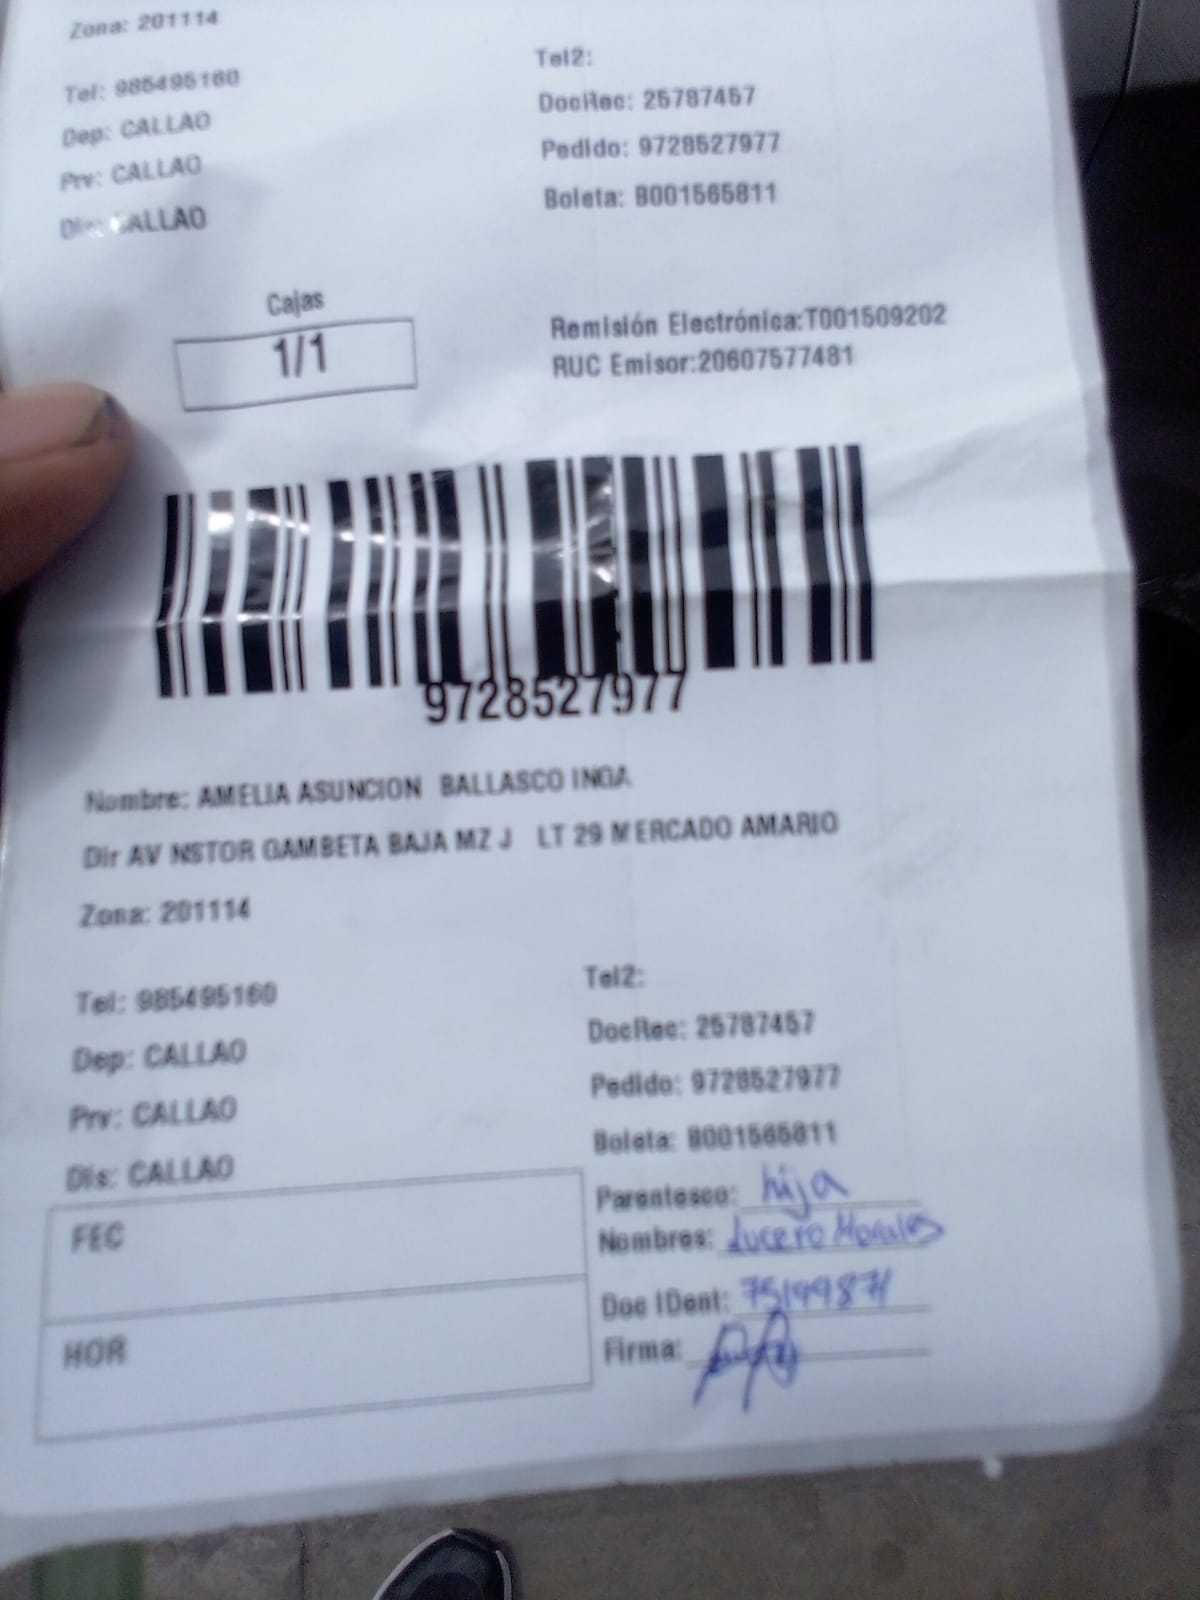 Zona: 201114
Tel: 985495160
Tel2:
Dep: CALLAO
DocRec: 25787457
Prv: CALLAO
Pedido: 9728527977
Dis: CALLAO
Boleta: B001565811
Cajas
1/1
Remisión Electrónica:T001509202
RUC Emisor:20607577481
9728527977
Nombre: AMELIA ASUNCION BALLASCO INGA
Dir AV NSTOR GAMBETA BAJA MZ J LT 29 MERCADO AMARIO
Zona: 201114
Tel: 985495160
Tel2:
Dep: CALLAO
DocRec: 25787457
Prv: CALLAO
Pedido: 9728527977
Dis: CALLAO
Boleta: B001565811
FEC
HOR
Parentesco: hija
Nombres: Lucero Morales
Doc IDent:
Firma: